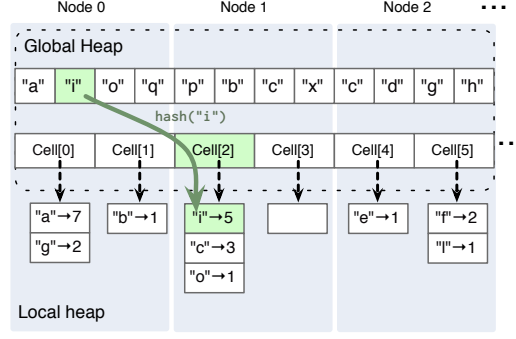 Node 0 Node 1 Node 2 ...
Global Heap
"a" "i" "o" "q" "p" "b" "c" "x" "c" "d" "g" "h"
hash("i")
Cell[0] Cell[1] Cell[2] Cell[3] Cell[4] Cell[5] ..
"a"→7 "b"→1 "i"→5 "e"→1 "f"→2
"g"→2 "c"→3 "l"→1
"o"→1
Local heap